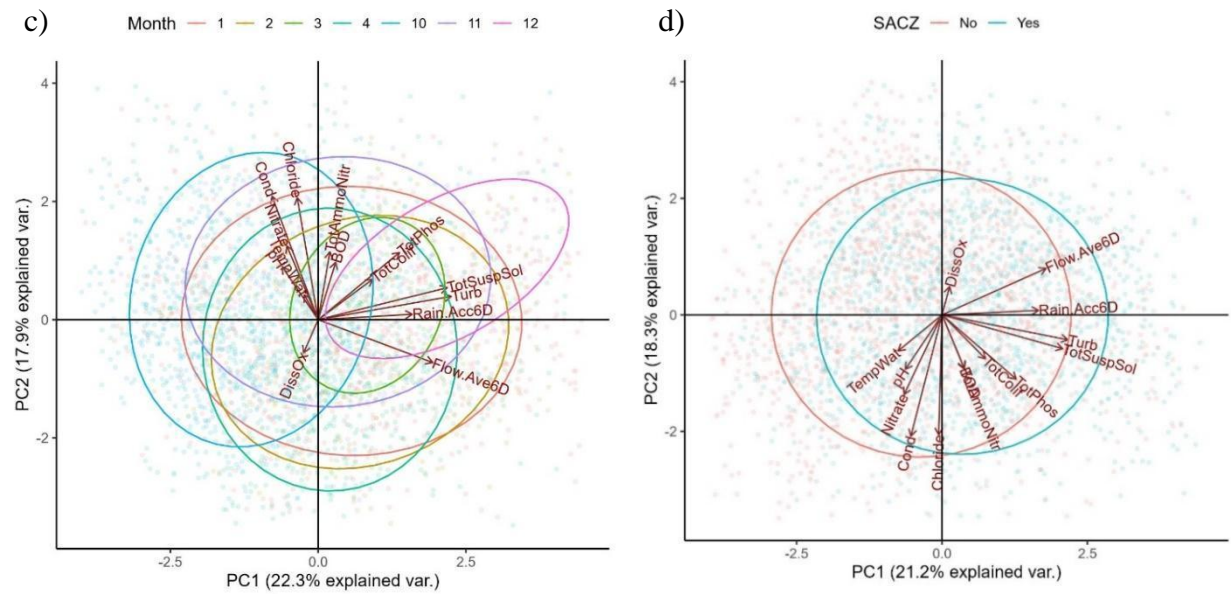 c) Month 1 2 3 4 10 11 12
PC2 (17.9% explained var.)
4
2
0
-2
Chloride
Cond
Nitrate
TempWate
TotAmmoNitr
BOD
TotPhos
TotColif
TotSuspSol
Turb
Rain.Acc6D
Flow.Ave6D
DissOx
-2.5 0.0 2.5
PC1 (22.3% explained var.)
d) SACZ No Yes
PC2 (18.3% explained var.)
4
2
0
-2
DissOx
Flow.Ave6D
Rain.Acc6D
Turb
TotSuspSol
TempWat
pH
Nitrate
Cond
Chloride
TotColif
TotPhos
-2.5 0.0 2.5
PC1 (21.2% explained var.)